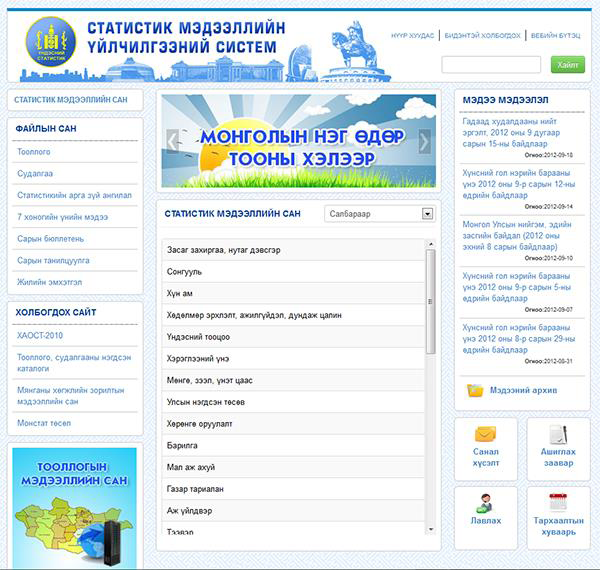 СТАТИСТИК МЭДЭЭЛЛИЙН
ҮЙЛЧИЛГЭЭНИЙ СИСТЕМ
ҮНДЭСНИЙ
СТАТИСТИК
НҮҮР ХУУДАС
БИДЭНТЭЙ ХОЛБОГДОХ
ВЕБИЙН БҮТЭЦ
Хайлт
СТАТИСТИК МЭДЭЭЛЛИЙН САН
ФАЙЛЫН САН
Тооллого
Судалгаа
Статистикийн арга зүй ангилал
7 хоногийн үнийн мэдээ
Сарын бюллетень
Сарын танилцуулга
Жилийн эмхэтгэл
ХОЛБОГДОХ САЙТ
ХАОСТ-2010
Тооллого, судалгааны нэгдсэн
каталоги
Мянганы хөгжлийн зорилтын
мэдээллийн сан
Монстат төсөл
ТООЛЛОГЫН
МЭДЭЭЛЛИЙН САН
МОНГОЛЫН НЭГ ӨДӨР
ТООНЫ ХЭЛЭЭР
СТАТИСТИК МЭДЭЭЛЛИЙН САН
Салбараар
Засаг захиргаа, нутаг дэвсгэр
Сонгууль
Хүн ам
Хөдөлмөр эрхлэлт, ажилгүйдэл, дундаж цалин
Үндэсний тооцоо
Хэрэглээний үнэ
Мөнгө, зээл, үнэт цаас
Улсын нэгдсэн төсөв
Хөрөнгө оруулалт
Барилга
Мал аж ахуй
Газар тариалан
Аж үйлдвэр
Тээвэр
МЭДЭЭ МЭДЭЭЛЭЛ
Гадаад худалдааны нийт
эргэлт, 2012 оны 9 дугаар
сарын 15-ны байдлаар
Огноо:2012-09-18
Хүнсний гол нэрийн барааны
үнэ 2012 оны 9-р сарын 12-ны
өдрийн байдлаар
Огноо:2012-09-14
Монгол Улсын нийгэм, эдийн
засгийн байдал (2012 оны
эхний 8 сарын байдлаар)
Огноо:2012-09-10
Хүнсний гол нэрийн барааны
үнэ 2012 оны 9-р сарын 5-ны
өдрийн байдлаар
Огноо:2012-09-07
Хүнсний гол нэрийн барааны
үнэ 2012 оны 8-р сарын 29-ны
өдрийн байдлаар
Огноо:2012-08-31
Мэдээний архив
Санал
хүсэлт
Ашиглах
заавар
Лавлах
Тархаалтын
хуваарь